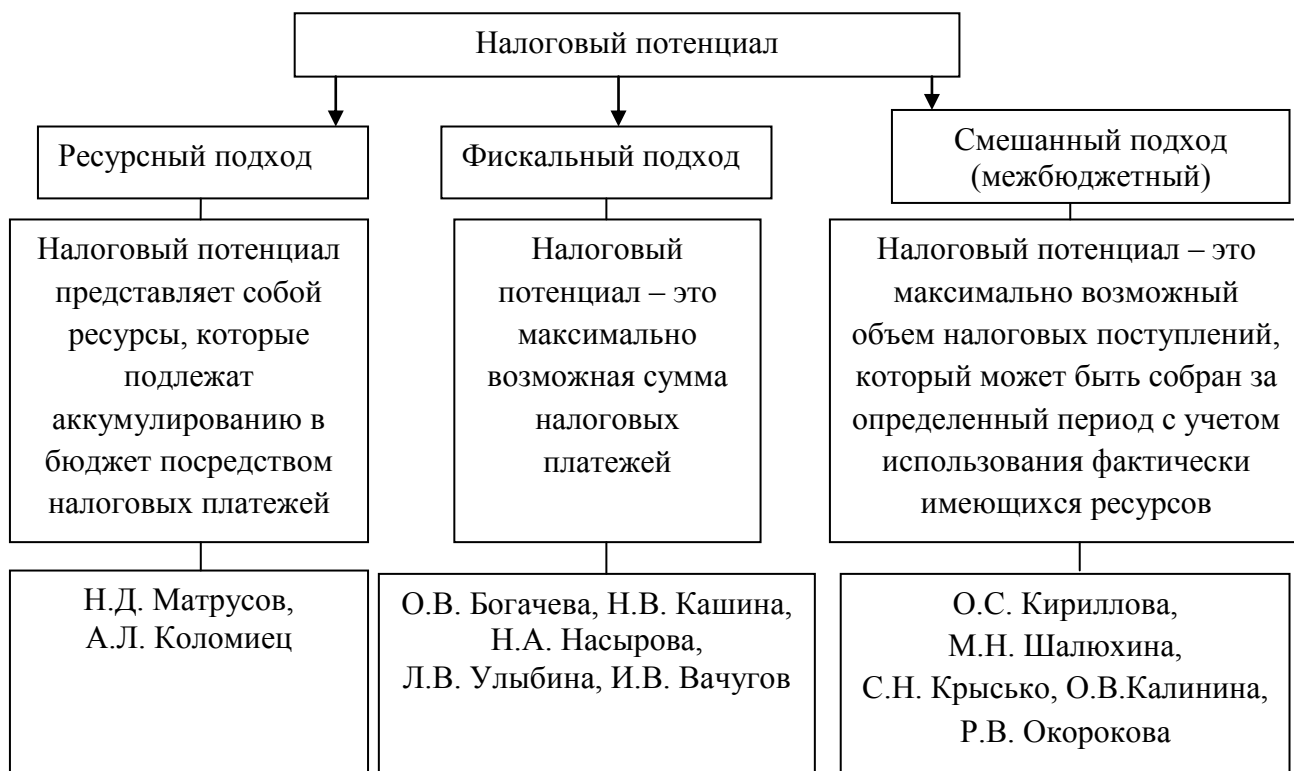 Налоговый потенциал
Ресурсный подход
Фискальный подход
Смешанный подход
(межбюджетный)
Налоговый потенциал
представляет собой
ресурсы, которые
подлежат
аккумулированию в
бюджет посредством
налоговых платежей
Налоговый
потенциал – это
максимально
возможная сумма
налоговых
платежей
Налоговый потенциал – это
максимально возможный
объем налоговых поступлений,
который может быть собран за
определенный период с учетом
использования фактически
имеющихся ресурсов
Н.Д. Матрусов,
А.Л. Коломиец
О.В. Богачева, Н.В. Кашина,
Н.А. Насырова,
Л.В. Улыбина, И.В. Вачугов
О.С. Кириллова,
М.Н. Шалюхина,
С.Н. Крысько, О.В.Калинина,
Р.В. Окорокова